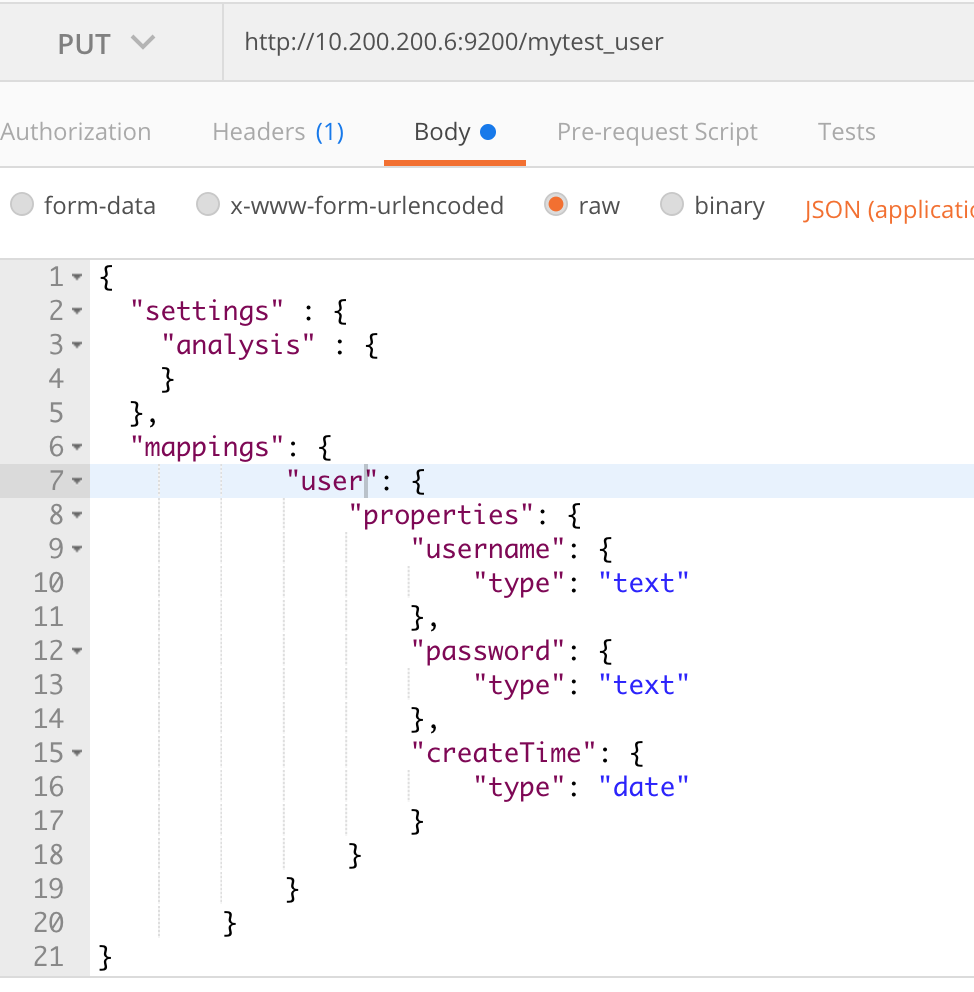 PUT http://10.200.200.6:9200/mytest_user
Authorization Headers (1) Body Pre-request Script Tests
form-data x-www-form-urlencoded raw binary JSON (applicatio
1 {
2 "settings" : {
3 "analysis" : {
4 }
5 },
6 "mappings": {
7 "user": {
8 "properties": {
9 "username": {
10 "type": "text"
11 },
12 "password": {
13 "type": "text"
14 },
15 "createTime": {
16 "type": "date"
17 }
18 }
19 }
20 }
21 }